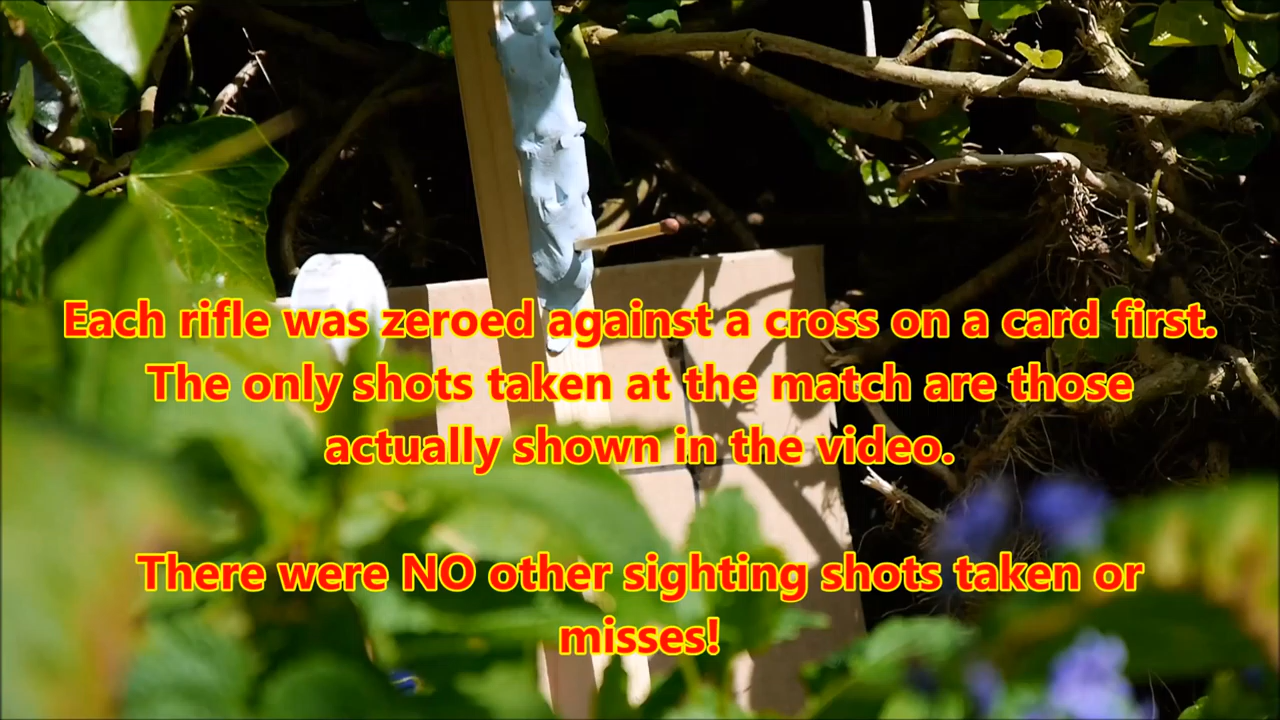 Each rifle was zeroed against a cross on a card first.
The only shots taken at the match are those
actually shown in the video.
There were NO other sighting shots taken or
misses!